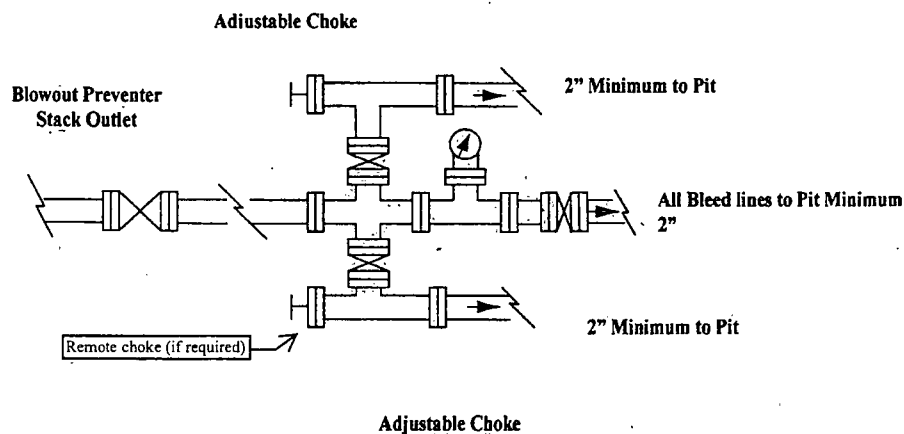 Adjustable Choke
2” Minimum to Pit
Blowout Preventer
Stack Outlet
All Bleed lines to Pit Minimum
2”
2” Minimum to Pit
Remote choke (if required)
Adjustable Choke